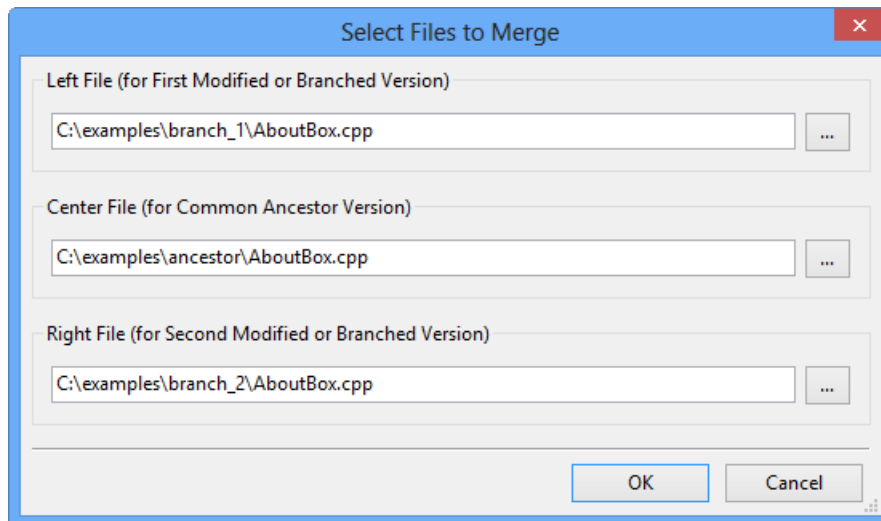 Select Files to Merge
Left File (for First Modified or Branched Version)
C:\examples\branch_1\AboutBox.cpp
...
Center File (for Common Ancestor Version)
C:\examples\ancestor\AboutBox.cpp
...
Right File (for Second Modified or Branched Version)
C:\examples\branch_2\AboutBox.cpp
...
OK
Cancel